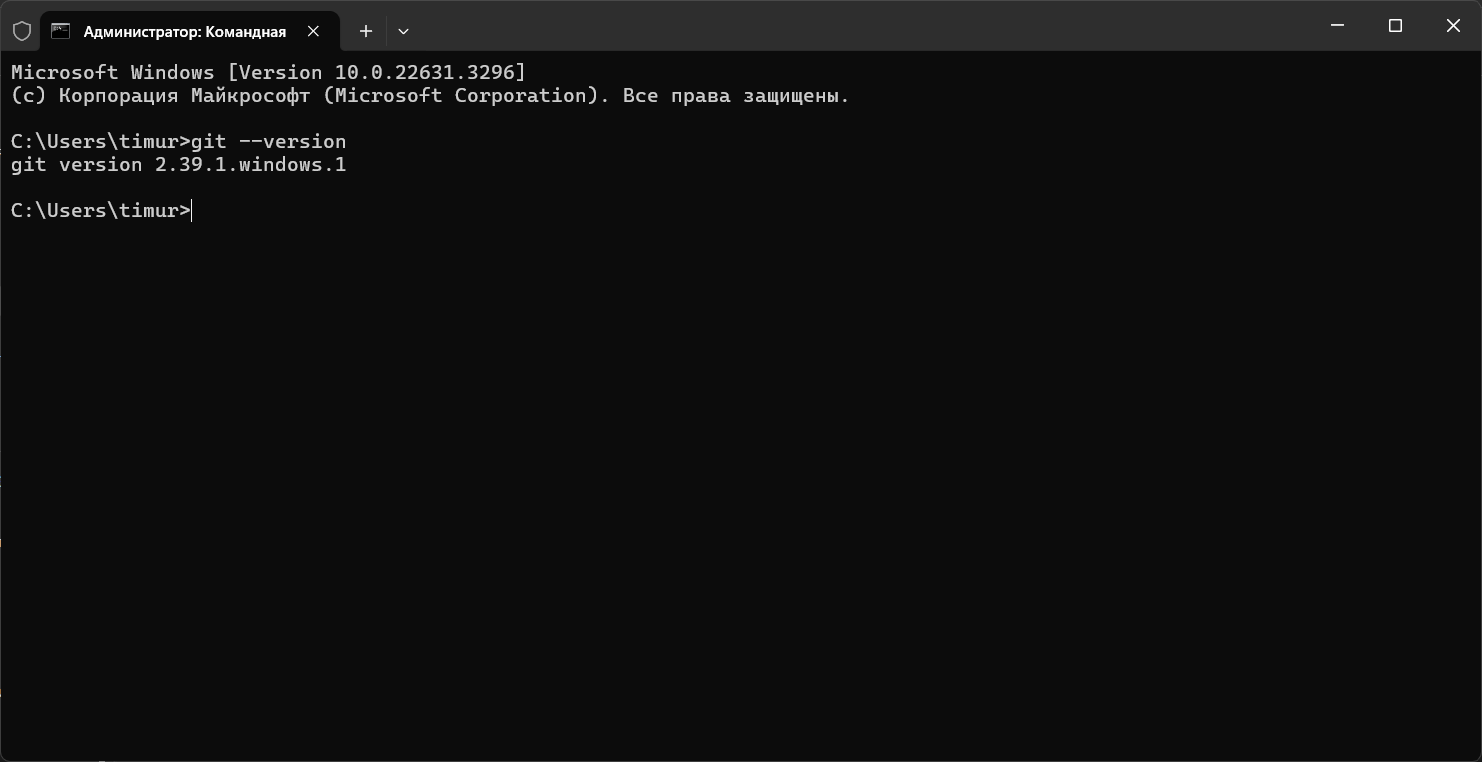 Администратор: Командная
Microsoft Windows [Version 10.0.22631.3296]
(c) Корпорация Майкрософт (Microsoft Corporation). Все права защищены.
C:\Users\timur>git --version
git version 2.39.1.windows.1
C:\Users\timur>